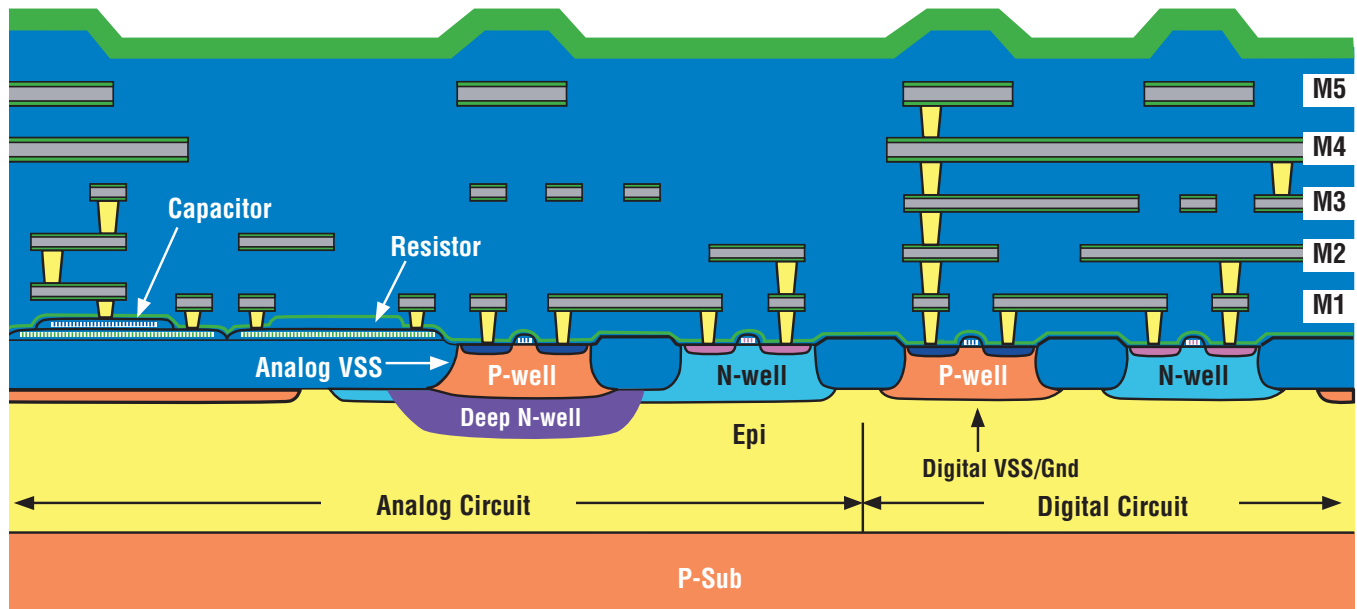 M5
M4
M3
Capacitor
Resistor
M2
M1
Analog VSS
P-well
N-well
P-well
N-well
Deep N-well
Epi
Digital VSS/Gnd
Analog Circuit
Digital Circuit
P-Sub